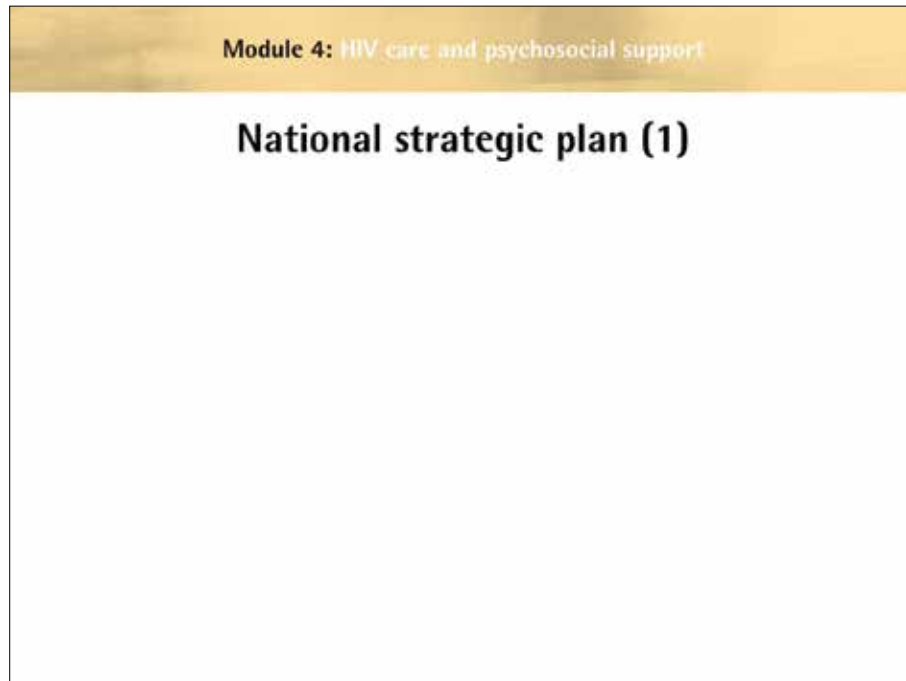 Module 4: HIV care and psychosocial support
National strategic plan (1)